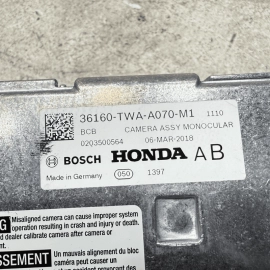 36160-TWA-A070-M1 1110
BCB CAMERA ASSY MONOCULAR
0203500564 06-MAR-2018
BOSCH HONDA AB
Made in Germany 050 1397
G
Misaligned camera can cause improper system
operation resulting in crash and injury or death.
dealer calibrate camera after
camera or
ISSEMENT
Un mauvais alignement du bloc
caméra peut causer un